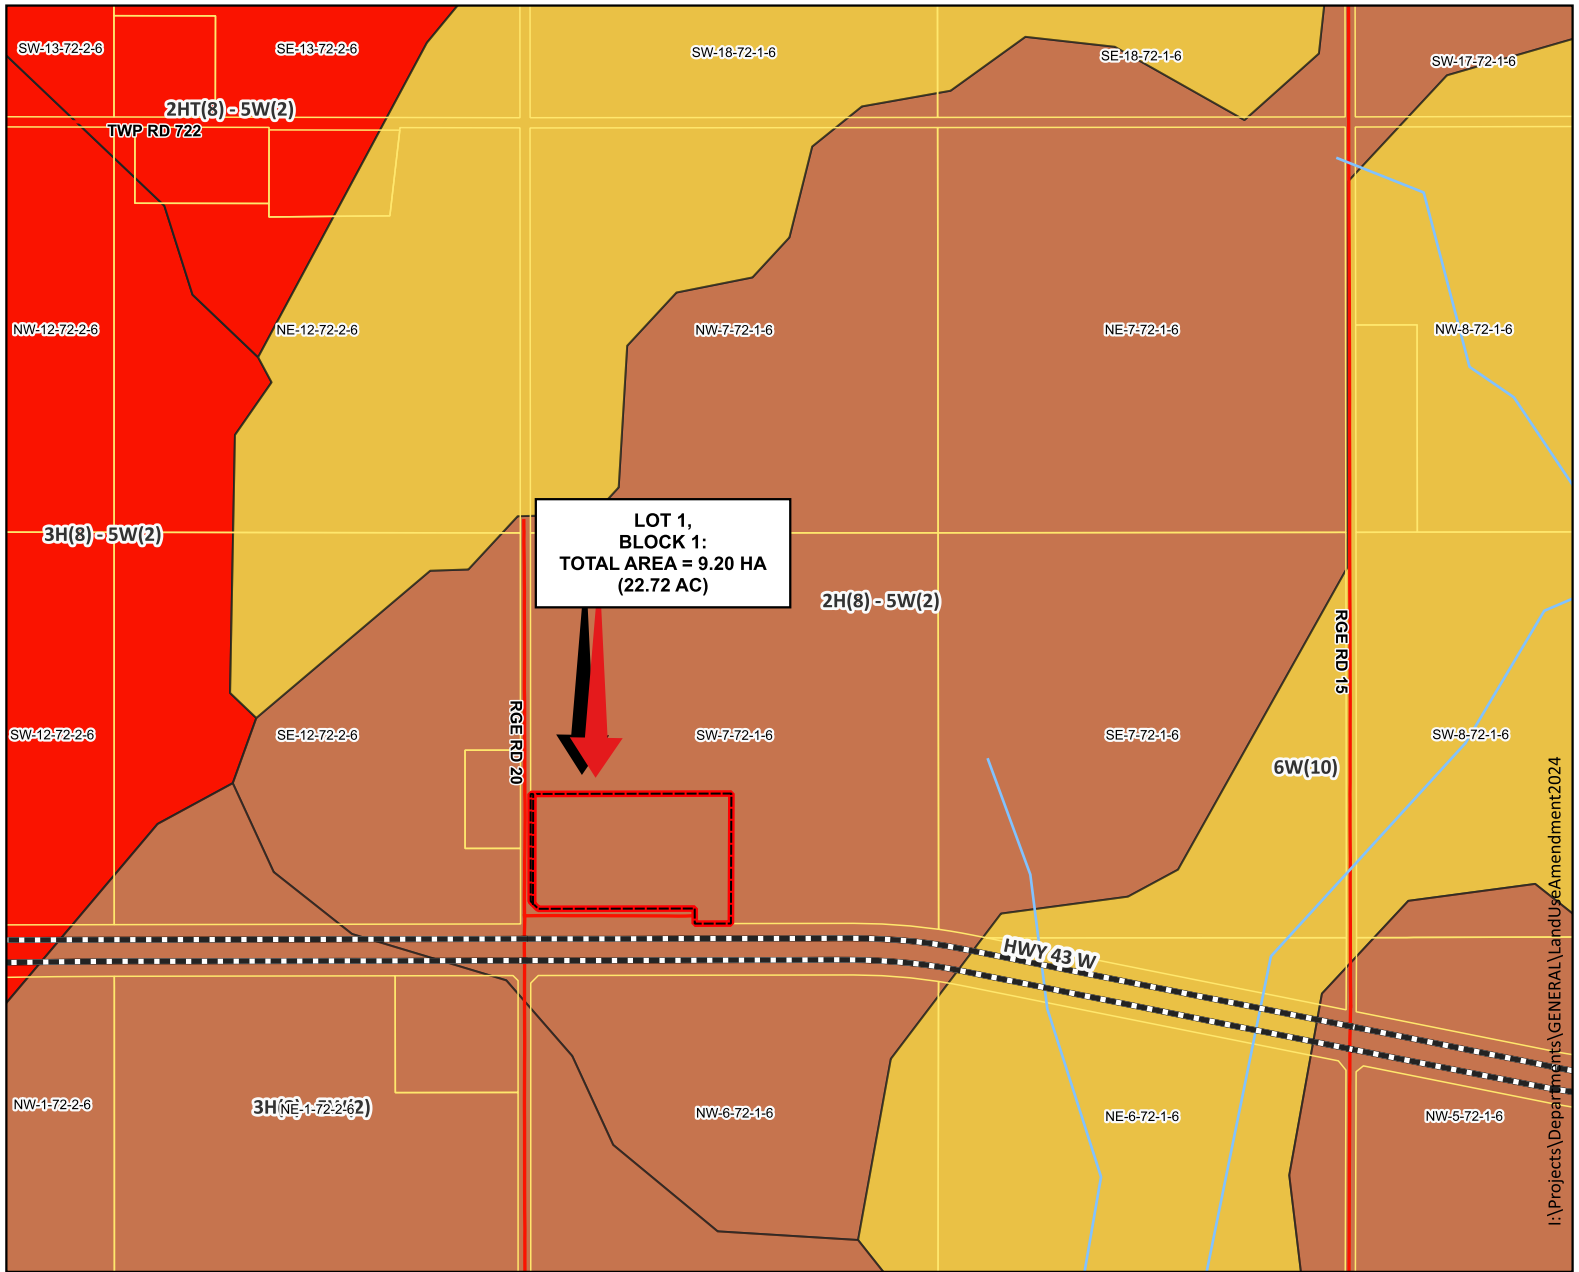 SW-13-72-2-6
SE-13-72-2-6
SW-18-72-1-6
SE-18-72-1-6
SW-17-72-1-6
2HT(8) - 5W(2)
TWP RD 722
NW-12-72-2-6
NE-12-72-2-6
NW-7-72-1-6
NE-7-72-1-6
NW-8-72-1-6
3H(8) - 5W(2)
LOT 1,
BLOCK 1:
TOTAL AREA = 9.20 HA
(22.72 AC)
2H(8) - 5W(2)
RGE RD 15
RGE RD 20
SW-12-72-2-6
SE-12-72-2-6
SW-7-72-1-6
SE-7-72-1-6
SW-8-72-1-6
6W(10)
HWY 43 W
NW-1-72-2-6
NE-1-72-2-6
NW-6-72-1-6
NE-6-72-1-6
NW-5-72-1-6
I:\Projects\Departments\GENERAL\LandUseAmendment2024